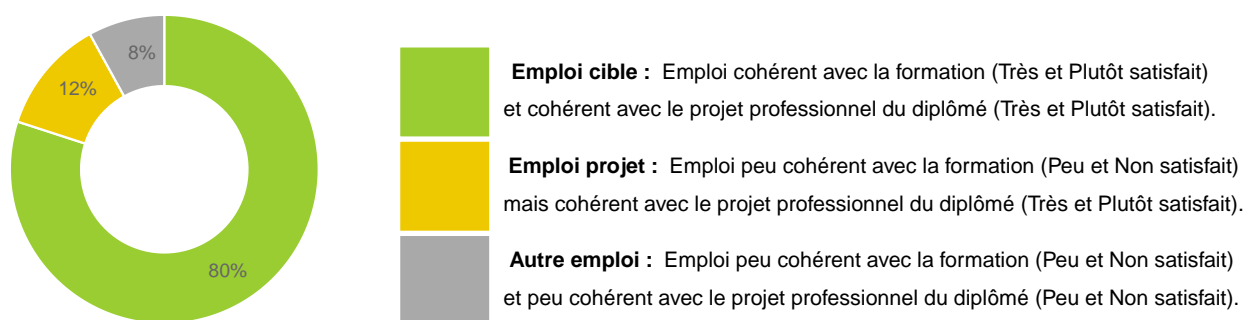 8%
12%
80%
Emploi cible : Emploi cohérent avec la formation (Très et Plutôt satisfait)
et cohérent avec le projet professionnel du diplômé (Très et Plutôt satisfait).
Emploi projet : Emploi peu cohérent avec la formation (Peu et Non satisfait)
mais cohérent avec le projet professionnel du diplômé (Très et Plutôt satisfait).
Autre emploi : Emploi peu cohérent avec la formation (Peu et Non satisfait)
et peu cohérent avec le projet professionnel du diplômé (Peu et Non satisfait).